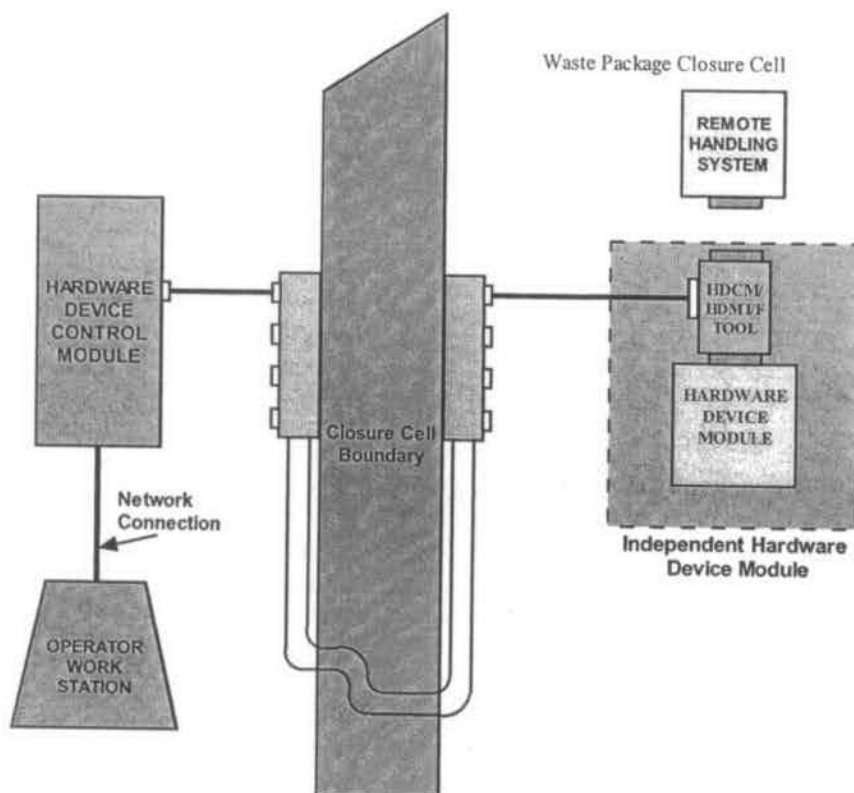 Waste Package Closure Cell
REMOTE
HANDLING
SYSTEM
HARDWARE
DEVICE
CONTROL
MODULE
HDCM/
HDMI/F
TOOL
HARDWARE
DEVICE
MODULE
Closure Cell
Boundary
Network
Connection
Independent Hardware
Device Module
OPERATOR
WORK
STATION